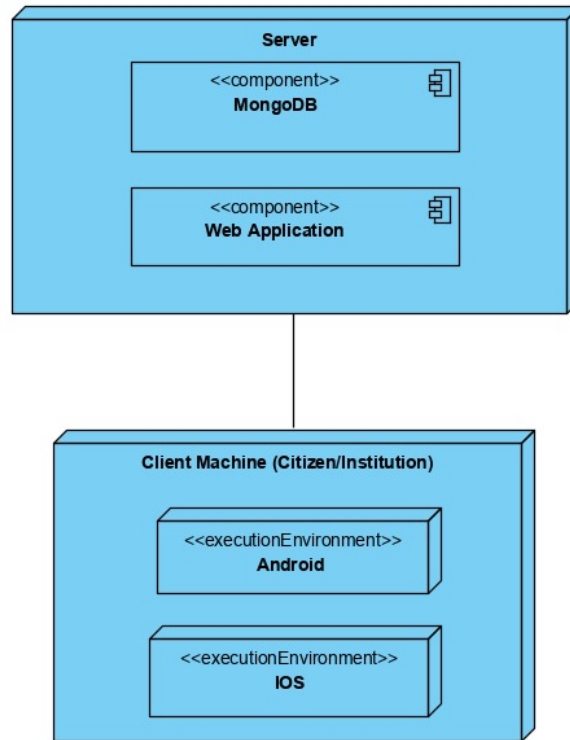 Server
<<component>>
MongoDB
<<component>>
Web Application
Client Machine (Citizen/Institution)
<<executionEnvironment>>
Android
<<executionEnvironment>>
IOS